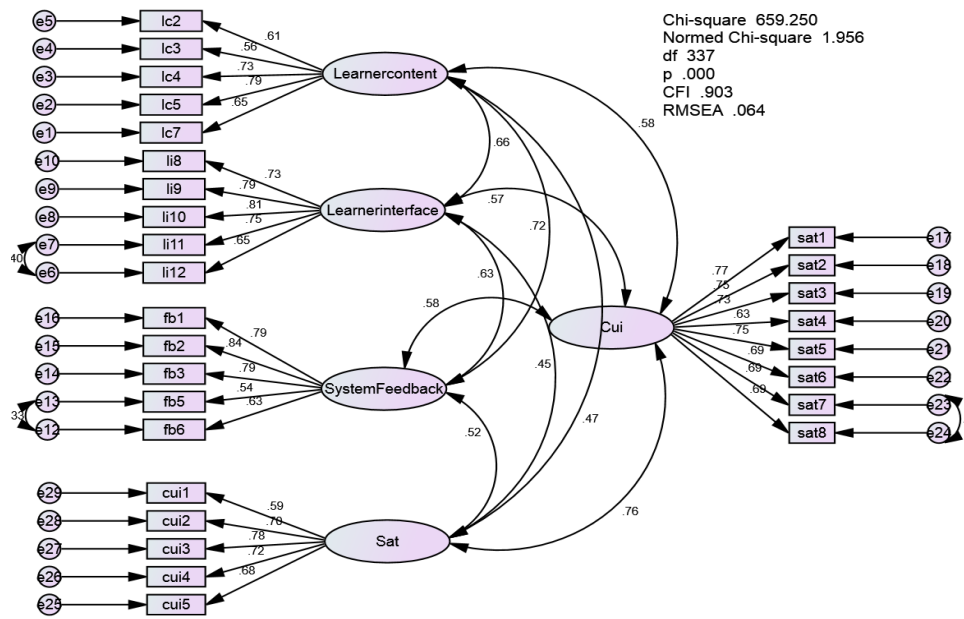 Chi-square 659.250
Normed Chi-square 1.956
df 337
p .000
CFI .903
RMSEA .064
e5 lc2 .61
e4 lc3 .56
e3 lc4 .73
e2 lc5 .79
e1 lc7 .65
Learnercontent
e10 li8 .73
e9 li9 .79
e8 li10 .81
e7 li11 .75
e6 li12 .65
40
Learnerinterface
e16 fb1 .79
e15 fb2 .84
e14 fb3 .79
e13 fb5 .54
e12 fb6 .63
33
SystemFeedback
e29 cui1 .59
e28 cui2 .70
e27 cui3 .78
e26 cui4 .72
e25 cui5 .68
Sat
.66
.57
.58
.72
.63
.58
.45
.47
.52
.76
Cui
.77 sat1 e17
.75 sat2 e18
.73 sat3 e19
.63 sat4 e20
.75 sat5 e21
.69 sat6 e22
.69 sat7 e23
.69 sat8 e24